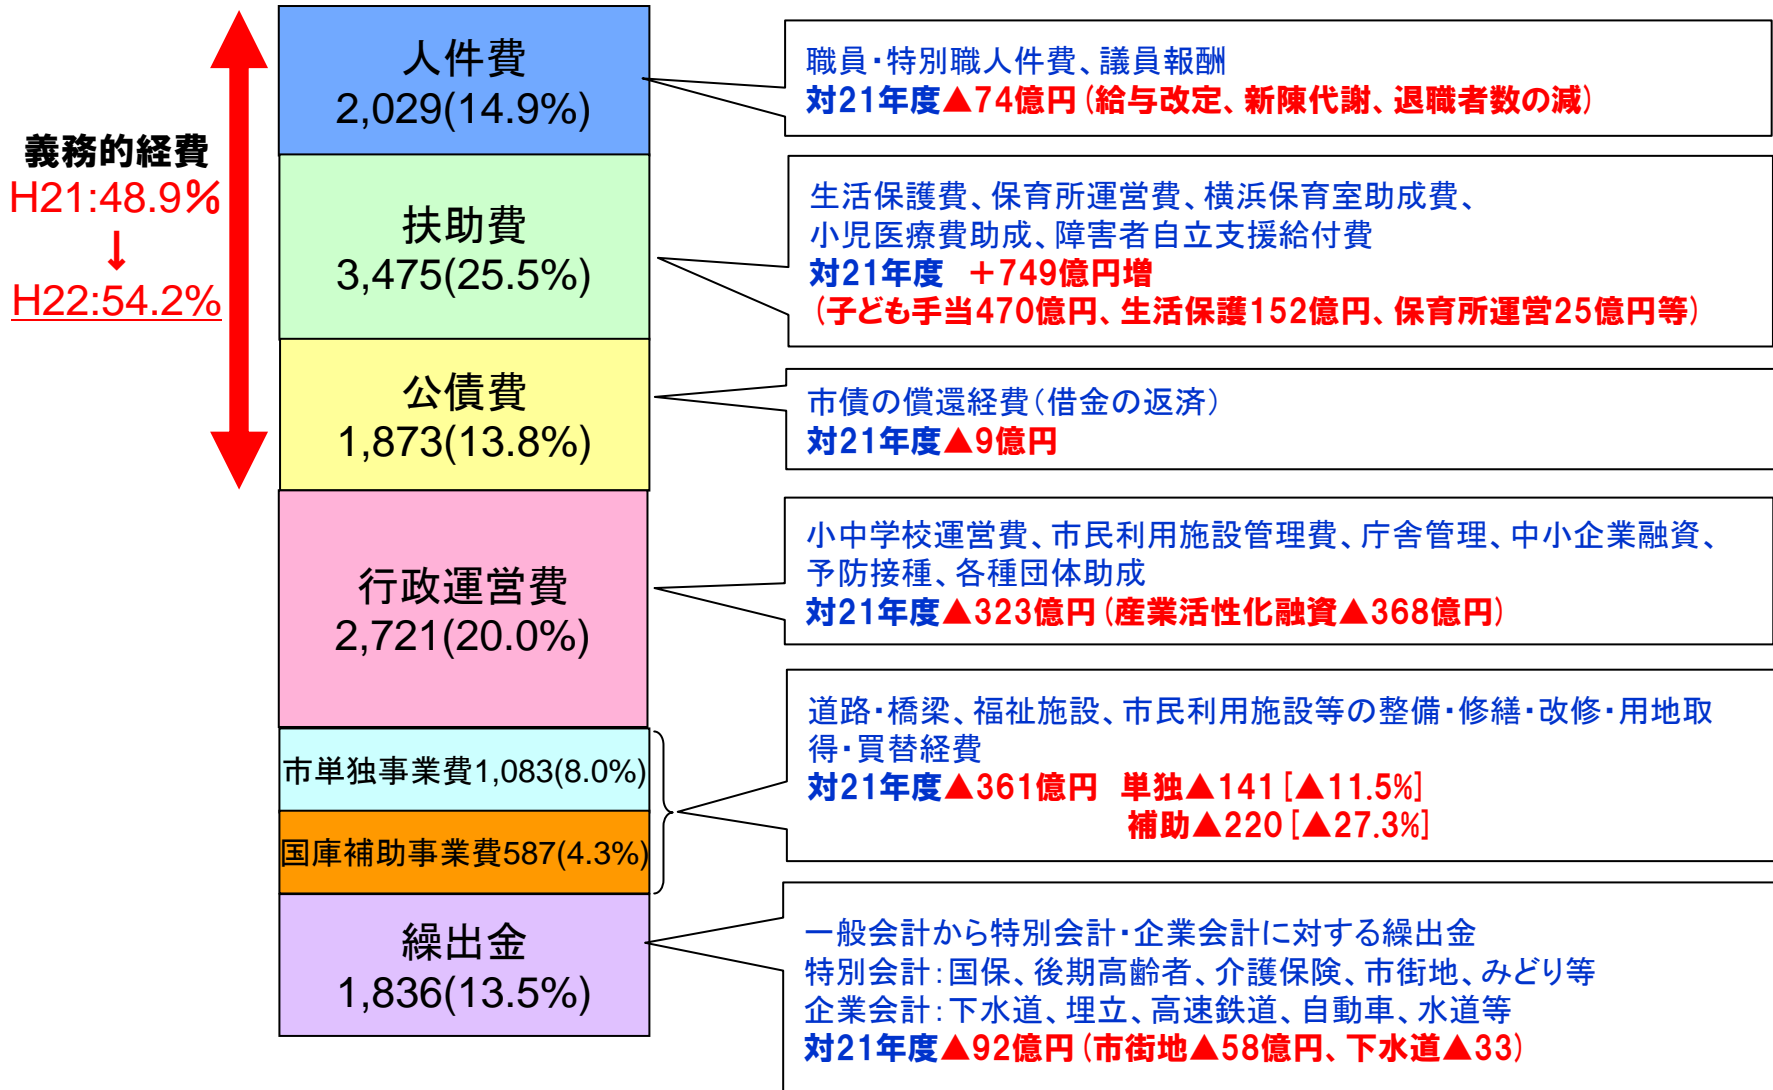 義務的経費
H21:48.9%
↓
H22:54.2%
人件費
2,029(14.9%)
職員・特別職人件費、議員報酬
対21年度▲74億円(給与改定、新陳代謝、退職者数の減)
扶助費
3,475(25.5%)
生活保護費、保育所運営費、横浜保育室助成費、
小児医療費助成、障害者自立支援給付費
対21年度 +749億円増
(子ども手当470億円、生活保護152億円、保育所運営25億円等)
公債費
1,873(13.8%)
市債の償還経費(借金の返済)
対21年度▲9億円
行政運営費
2,721(20.0%)
小中学校運営費、市民利用施設管理費、庁舎管理、中小企業融資、
予防接種、各種団体助成
対21年度▲323億円(産業活性化融資▲368億円)
市単独事業費1,083(8.0%)
国庫補助事業費587(4.3%)
道路・橋梁、福祉施設、市民利用施設等の整備・修繕・改修・用地取
得・買替経費
対21年度▲361億円 単独▲141[▲11.5%]
補助▲220[▲27.3%]
繰出金
1,836(13.5%)
一般会計から特別会計・企業会計に対する繰出金
特別会計:国保、後期高齢者、介護保険、市街地、みどり等
企業会計:下水道、埋立、高速鉄道、自動車、水道等
対21年度▲92億円(市街地▲58億円、下水道▲33)